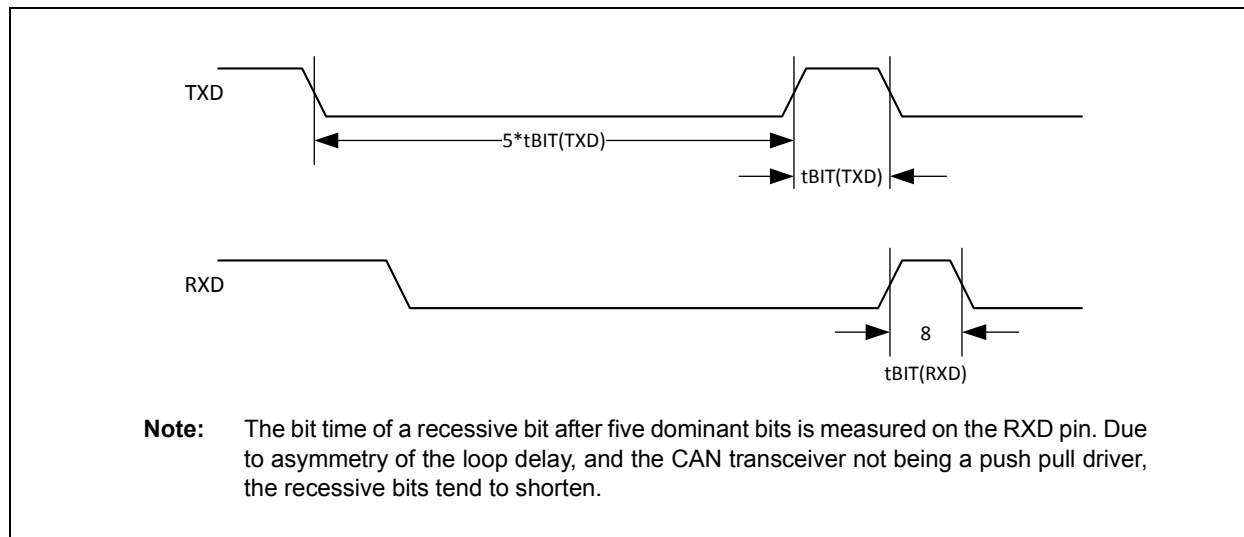 TXD
5*tBIT(TXD)
tBIT(TXD)
RXD
8
tBIT(RXD)
Note: The bit time of a recessive bit after five dominant bits is measured on the RXD pin. Due
to asymmetry of the loop delay, and the CAN transceiver not being a push pull driver,
the recessive bits tend to shorten.